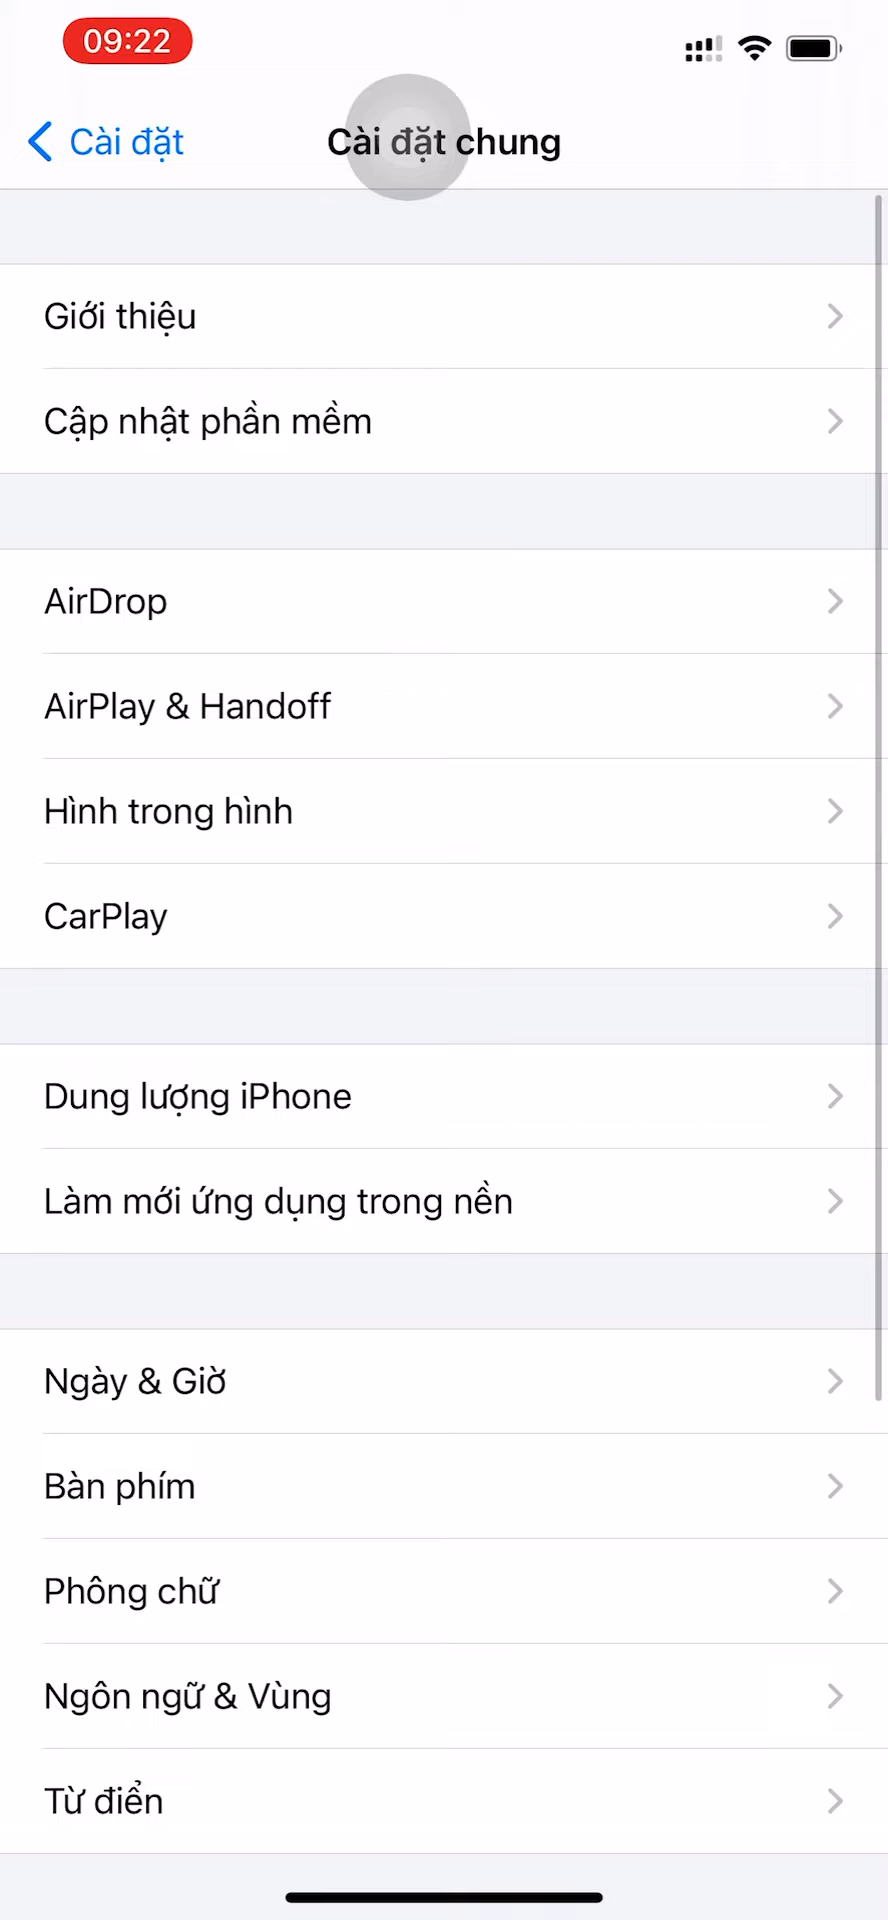 09:22
Cài đặt
Cài đặt chung
Giới thiệu
Cập nhật phần mềm
AirDrop
AirPlay & Handoff
Hình trong hình
CarPlay
Dung lượng iPhone
Làm mới ứng dụng trong nền
Ngày & Giờ
Bàn phím
Phông chữ
Ngôn ngữ & Vùng
Từ điển